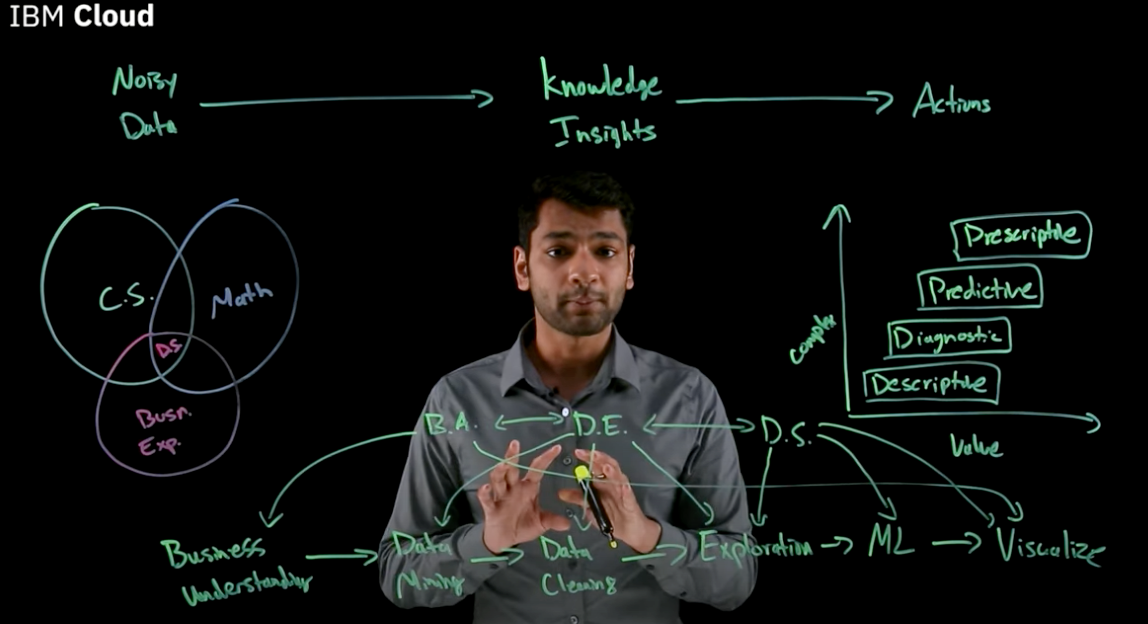 IBM Cloud
Noisy
Data
Knowledge
Insights
Actions
C.S.
Math
D.S.
Busn.
Exp.
complex
Prescriptive
Predictive
Diagnostic
Descriptive
Value
B.A.
D.E.
D.S.
Business
Understanding
Data
Mining
Data
Cleaning
Exploration
ML
Visualize